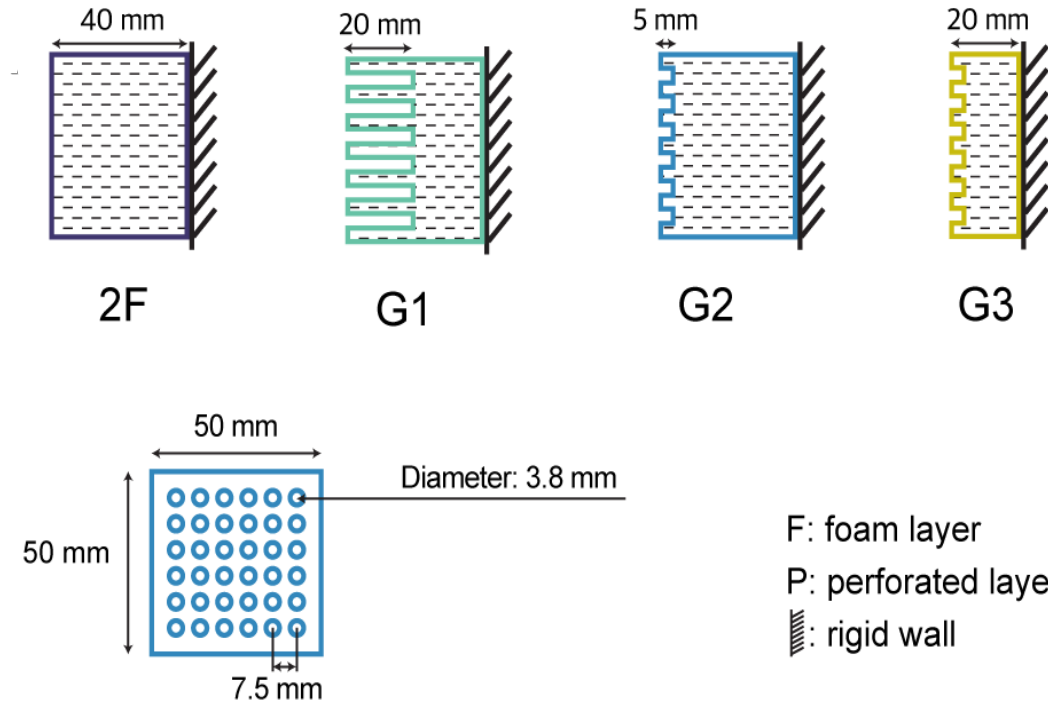 40 mm
20 mm
5 mm
20 mm
2F
G1
G2
G3
50 mm
Diameter: 3.8 mm
50 mm
7.5 mm
F: foam layer
P: perforated laye
: rigid wall